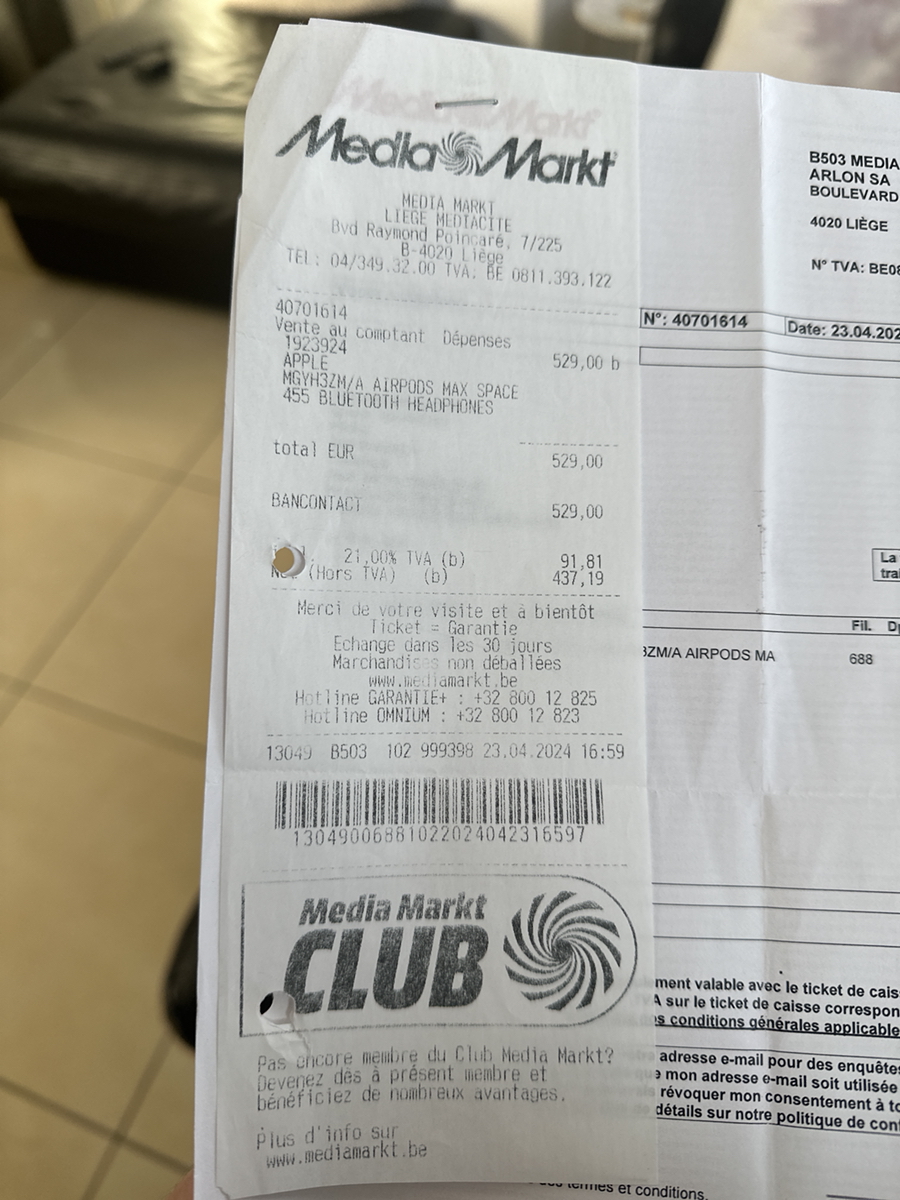 Media Markt
MEDIA MARKT
LIEGE MEDIACITE
Bvd Raymond Poincaré, 7/225
B-4020 Liège
TEL: 04/349.32.00 TVA: BE 0811.393.122
40701614
Vente au comptant Dépenses
1923924 529,00 b
APPLE
MGYH3ZM/A AIRPODS MAX SPACE
455 BLUETOOTH HEADPHONES
total EUR 529,00
BANCONTACT 529,00
21,00% TVA (b) 91,81
(Hors TVA) (b) 437,19
Merci de votre visite et à bientôt
Ticket = Garantie
Echange dans les 30 jours
Marchandises non déballées
www.mediamarkt.be
Hotline GARANTIE+ : +32 800 12 825
Hotline OMNIUM : +32 800 12 823
13049 B503 102 999398 23.04.2024 16:59
13049006881022024042316597
Media Markt
CLUB
Pas encore membre du Club Media Markt?
Devenez dès à présent membre et
bénéficiez de nombreux avantages.
Plus d'info sur
www.mediamarkt.be
B503 MEDIA
ARLON SA
BOULEVARD
4020 LIÈGE
N° TVA: BE08
N°: 40701614 Date: 23.04.202
La
trai
Fil.
3ZM/A AIRPODS MA 688
ment valable avec le ticket de cais
A sur le ticket de caisse correspon
s conditions générales applicable
adresse e-mail pour des enquête
e mon adresse e-mail soit utilisée
révoquer mon consentement à to
détails sur notre politique de con
termes et conditions.